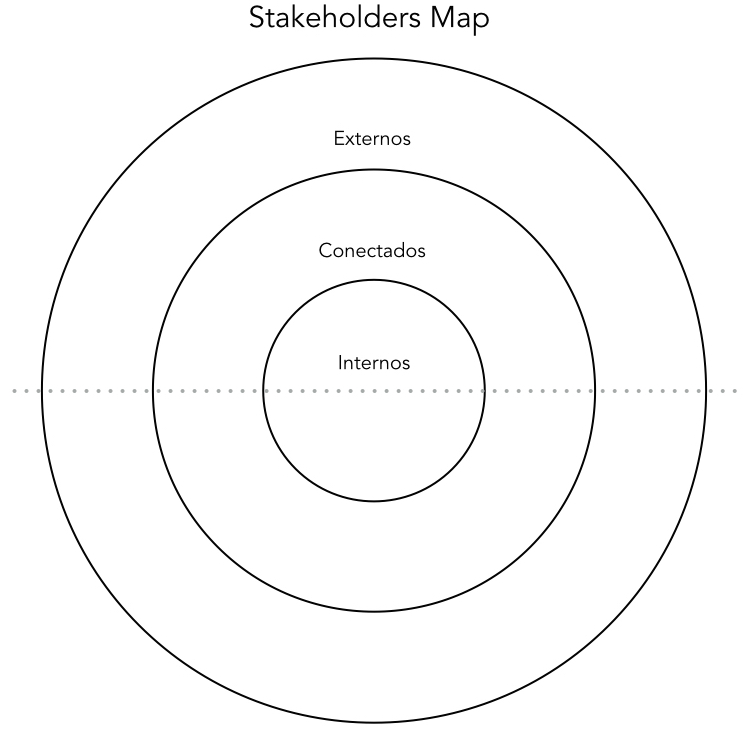 Stakeholders Map
Externos
Conectados
Internos